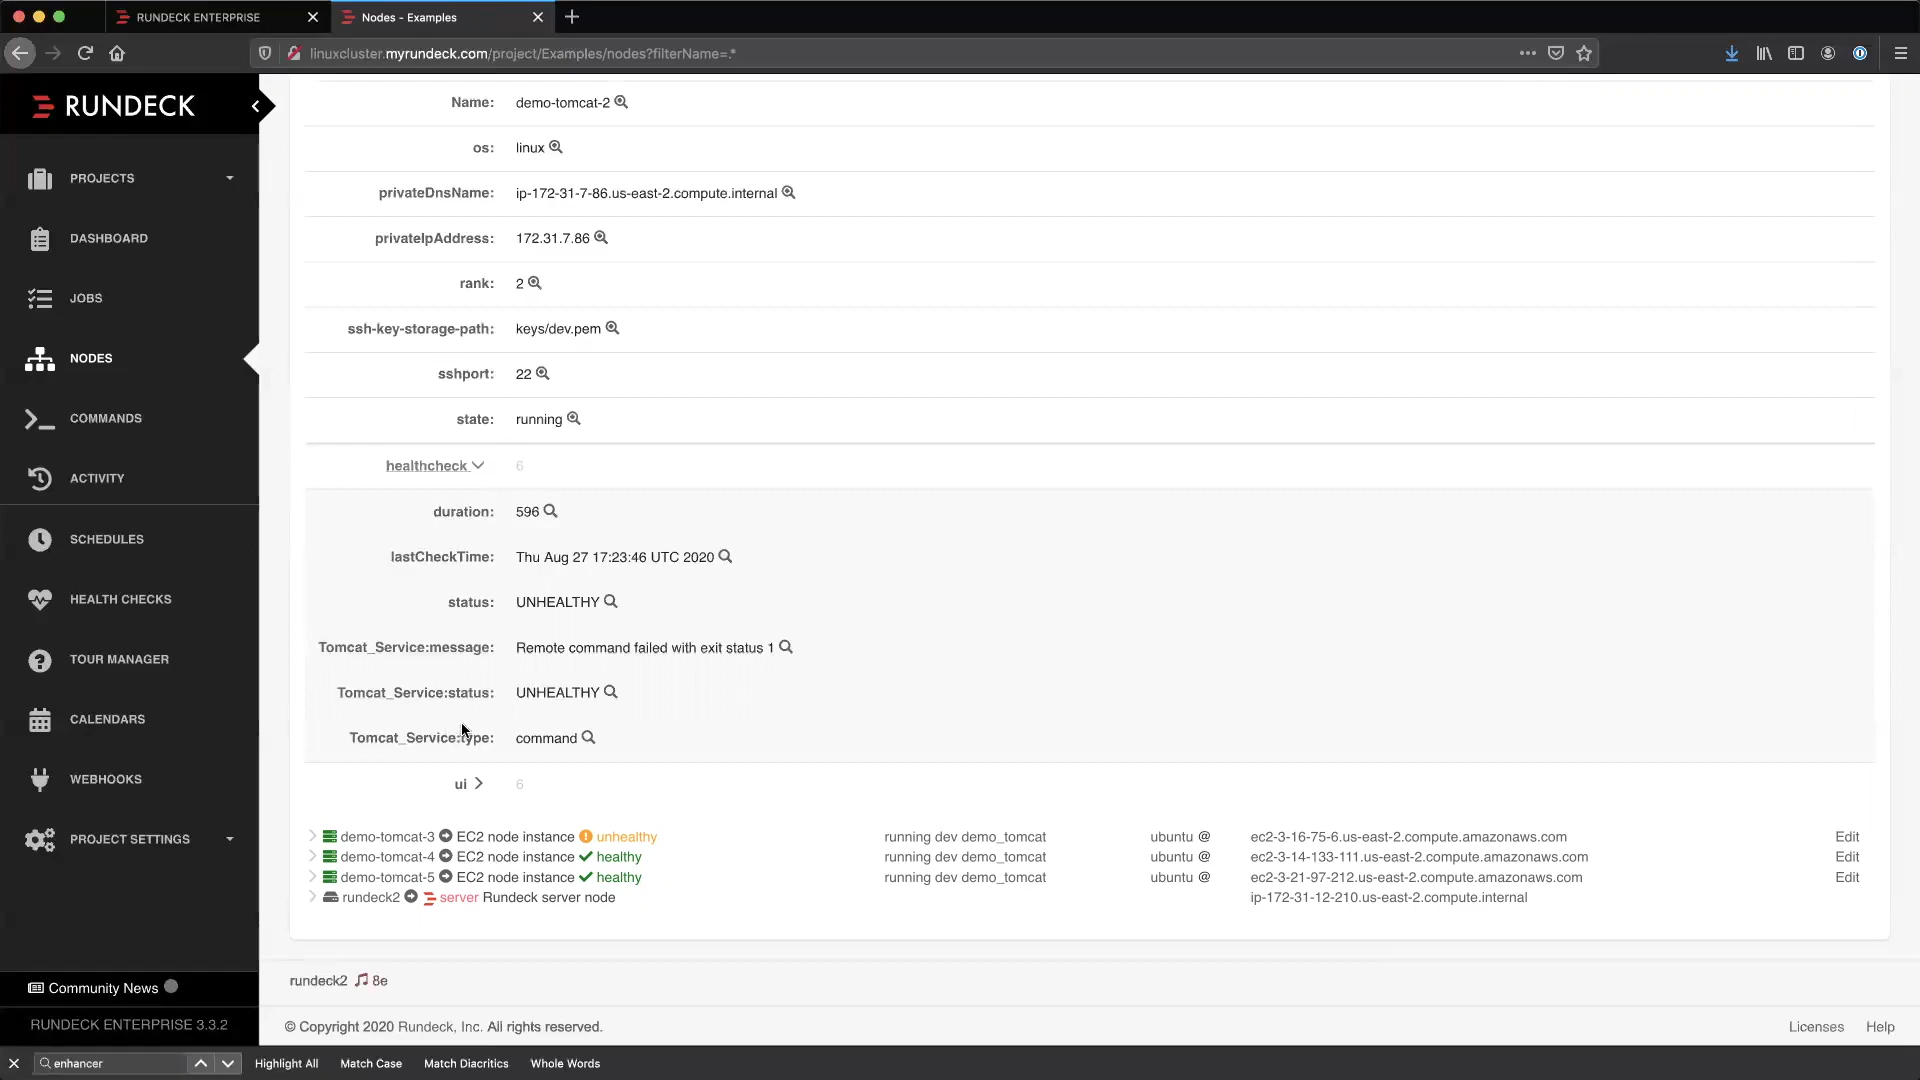 RUNDECK ENTERPRISE
Nodes - Examples
linuxcluster.myrundeck.com/project/Examples/nodes?filterName=.*
RUNDECK
PROJECTS
DASHBOARD
JOBS
NODES
COMMANDS
ACTIVITY
SCHEDULES
HEALTH CHECKS
TOUR MANAGER
CALENDARS
WEBHOOKS
PROJECT SETTINGS
Community News
RUNDECK ENTERPRISE 3.3.2
Name: demo-tomcat-2
os: linux
privateDnsName: ip-172-31-7-86.us-east-2.compute.internal
privateIpAddress: 172.31.7.86
rank: 2
ssh-key-storage-path: keys/dev.pem
sshport: 22
state: running
healthcheck 6
duration: 596
lastCheckTime: Thu Aug 27 17:23:46 UTC 2020
status: UNHEALTHY
Tomcat_Service:message: Remote command failed with exit status 1
Tomcat_Service:status: UNHEALTHY
Tomcat_Service:type: command
ui 6
demo-tomcat-3 EC2 node instance unhealthy running dev demo_tomcat ubuntu @ ec2-3-16-75-6.us-east-2.compute.amazonaws.com Edit
demo-tomcat-4 EC2 node instance healthy running dev demo_tomcat ubuntu @ ec2-3-14-133-111.us-east-2.compute.amazonaws.com Edit
demo-tomcat-5 EC2 node instance healthy running dev demo_tomcat ubuntu @ ec2-3-21-97-212.us-east-2.compute.amazonaws.com Edit
rundeck2 server Rundeck server node ip-172-31-12-210.us-east-2.compute.internal
rundeck2 8e
© Copyright 2020 Rundeck, Inc. All rights reserved. Licenses Help
enhancer Highlight All Match Case Match Diacritics Whole Words